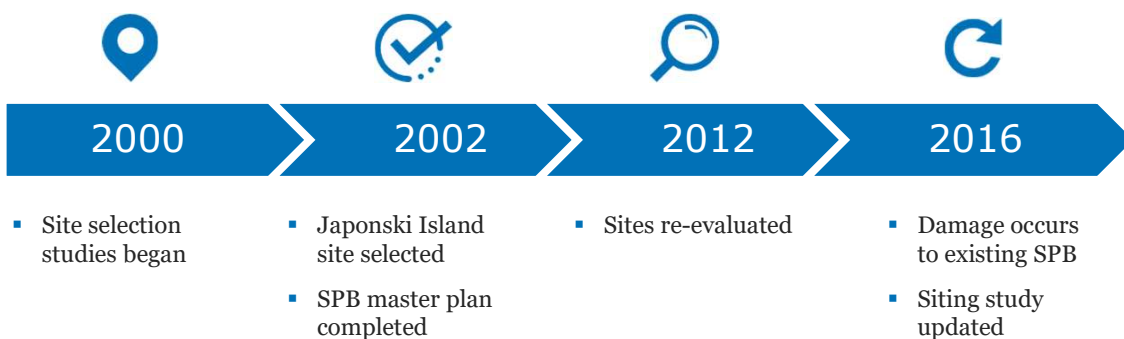 2000
2002
2012
2016
▪ Site selection
studies began
▪ Japonski Island
site selected
▪ SPB master plan
completed
▪ Sites re-evaluated
▪ Damage occurs
to existing SPB
▪ Siting study
updated